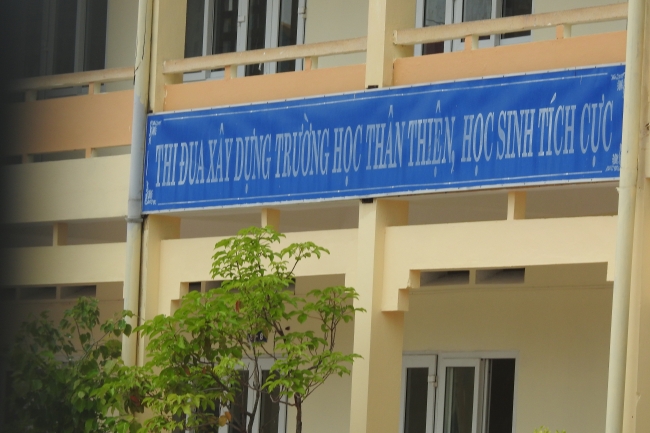 THI ĐUA XÂY DỰNG TRƯỜNG HỌC THÂN THIỆN, HỌC SINH TÍCH CỰC